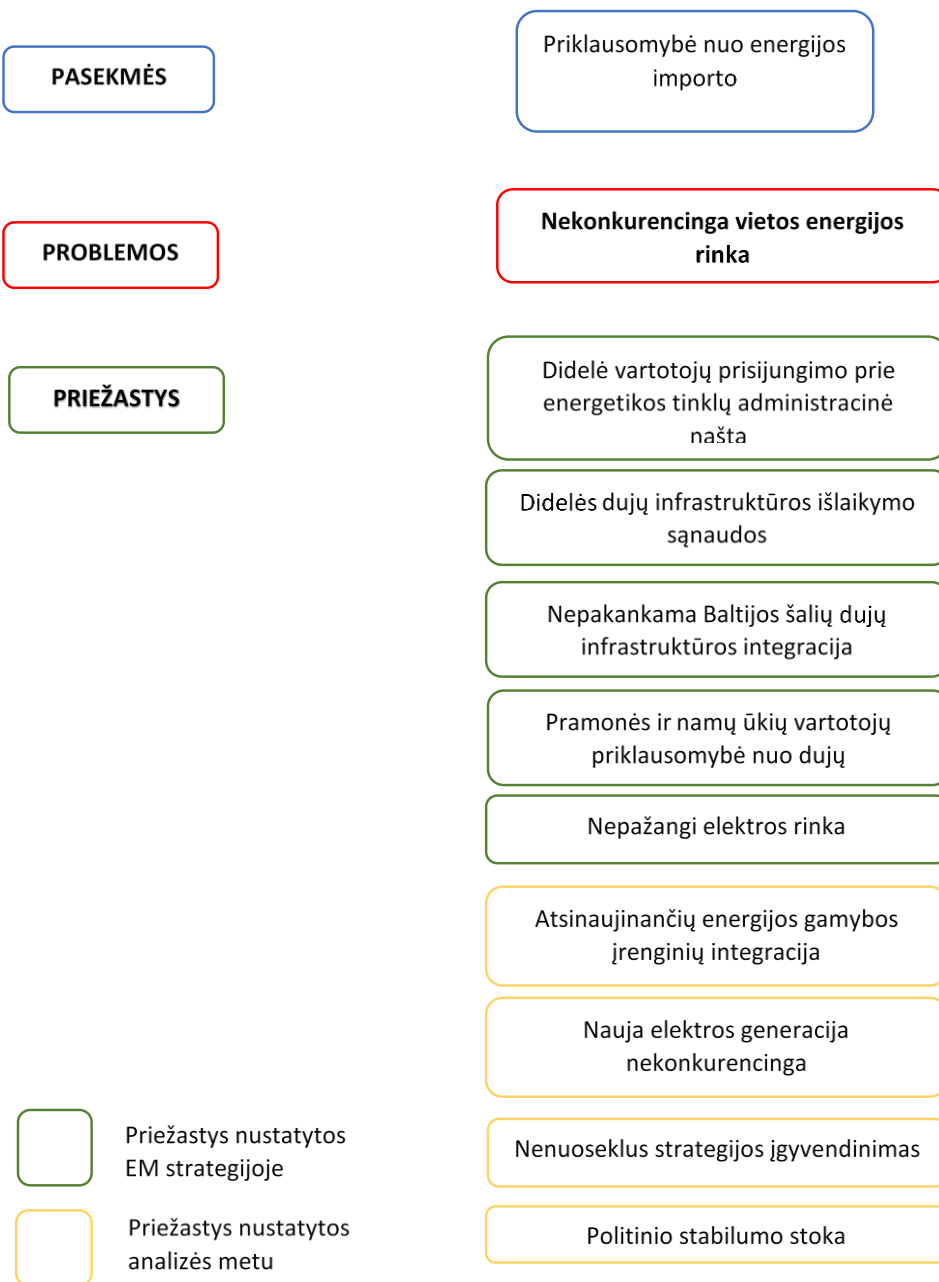 PASEKMĖS
Priklausomybė nuo energijos
importo
PROBLEMOS
Nekonkurencinga vietos energijos
rinka
PRIEŽASTYS
Didelė vartotojų prisijungimo prie
energetikos tinklų administracinė
našta
Didelės dujų infrastruktūros išlaikymo
sąnaudos
Nepakankama Baltijos šalių dujų
infrastruktūros integracija
Pramonės ir namų ūkių vartotojų
priklausomybė nuo dujų
Nepažangi elektros rinka
Atsinaujinančių energijos gamybos
įrenginių integracija
Nauja elektros generacija
nekonkurencinga
Priežastys nustatytos
EM strategijoje
Nenuoseklus strategijos įgyvendinimas
Priežastys nustatytos
analizės metu
Politinio stabilumo stoka